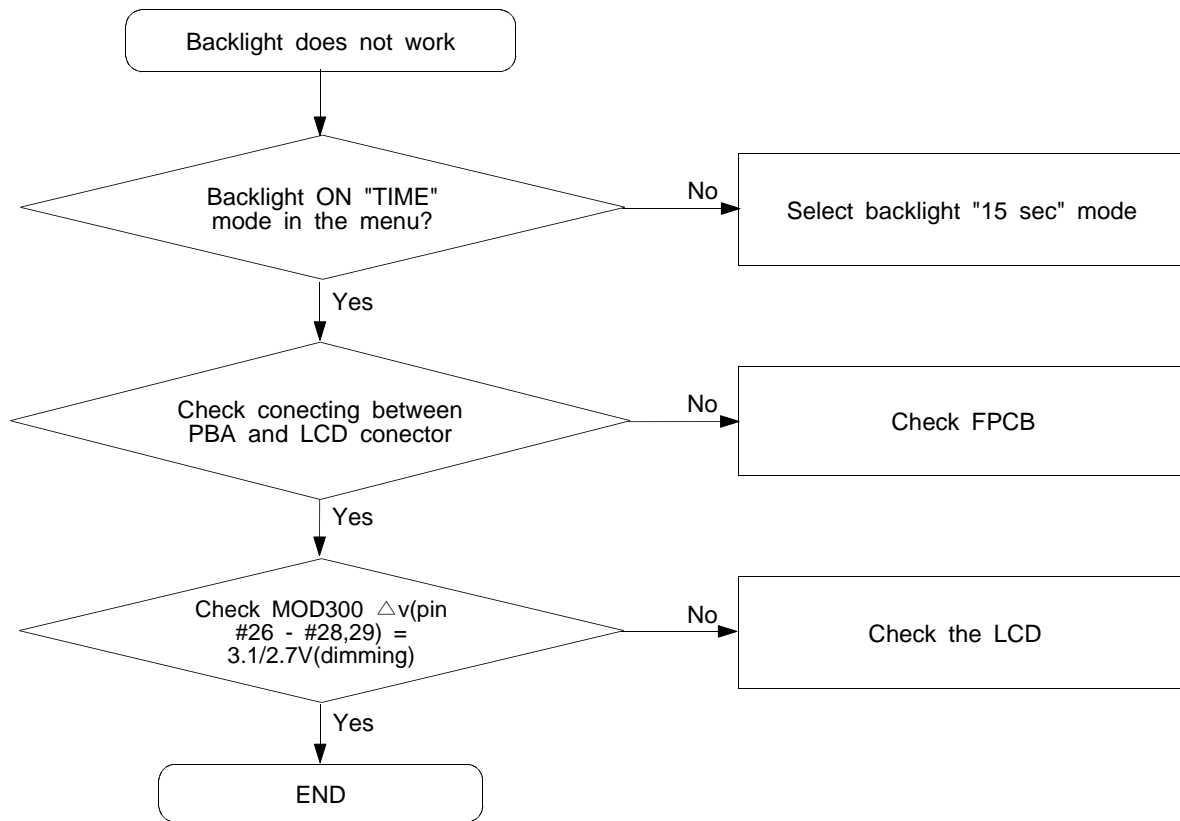 Backlight does not work
Backlight ON "TIME"
mode in the menu?
No
Select backlight "15 sec" mode
Yes
Check conecting between
PBA and LCD conector
No
Check FPCB
Yes
Check MOD300 △v(pin
#26 - #28,29) =
3.1/2.7V(dimming)
No
Check the LCD
Yes
END